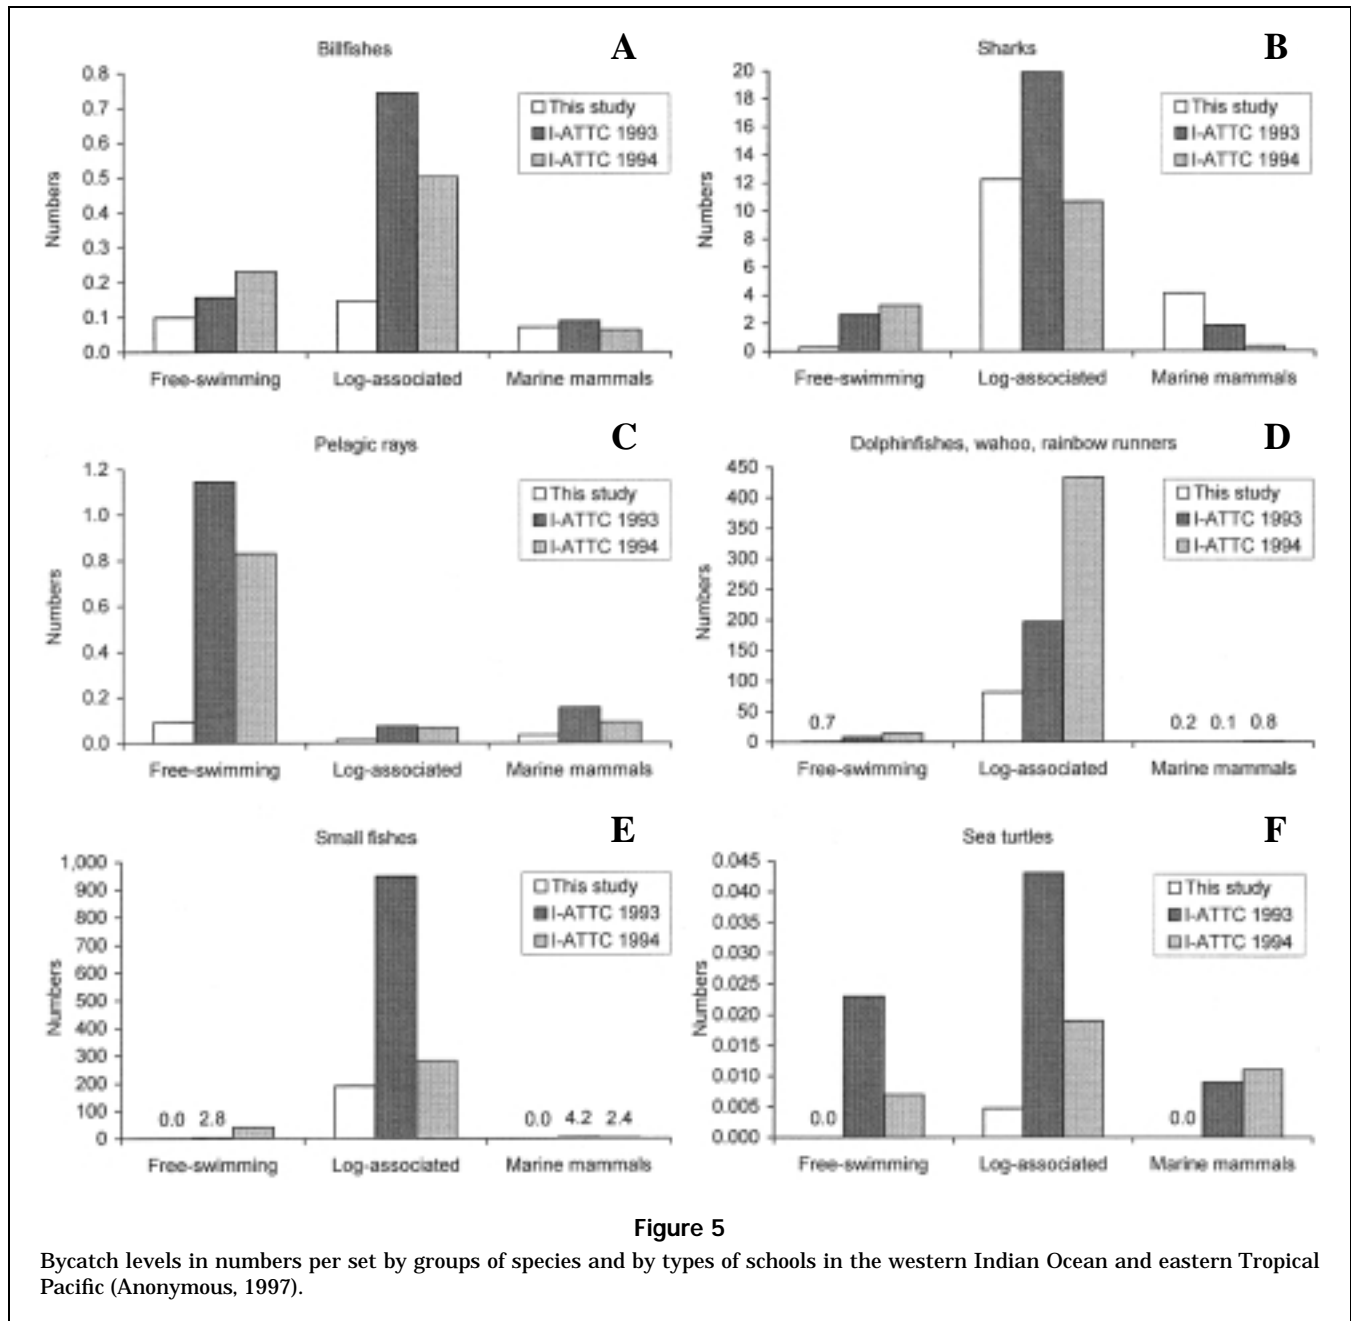 Billfishes A
0.8
0.7
0.6
0.5
0.4
0.3
0.2
0.1
0.0
Numbers
This study
I-ATTC 1993
I-ATTC 1994
Free-swimming Log-associated Marine mammals
Sharks B
20
18
16
14
12
10
8
6
4
2
0
Numbers
This study
I-ATTC 1993
I-ATTC 1994
Free-swimming Log-associated Marine mammals
Pelagic rays C
1.2
1.0
0.8
0.6
0.4
0.2
0.0
Numbers
This study
I-ATTC 1993
I-ATTC 1994
Free-swimming Log-associated Marine mammals
Dolphinfishes, wahoo, rainbow runners D
450
400
350
300
250
200
150
100
50
0
Numbers
This study
I-ATTC 1993
I-ATTC 1994
0.7 0.2 0.1 0.8
Free-swimming Log-associated Marine mammals
Small fishes E
1,000
900
800
700
600
500
400
300
200
100
0
Numbers
This study
I-ATTC 1993
I-ATTC 1994
0.0 2.8 0.0 4.2 2.4
Free-swimming Log-associated Marine mammals
Sea turtles F
0.045
0.040
0.035
0.030
0.025
0.020
0.015
0.010
0.005
0.000
Numbers
This study
I-ATTC 1993
I-ATTC 1994
0.0 0.0
Free-swimming Log-associated Marine mammals
Figure 5
Bycatch levels in numbers per set by groups of species and by types of schools in the western Indian Ocean and eastern Tropical
Pacific (Anonymous, 1997).